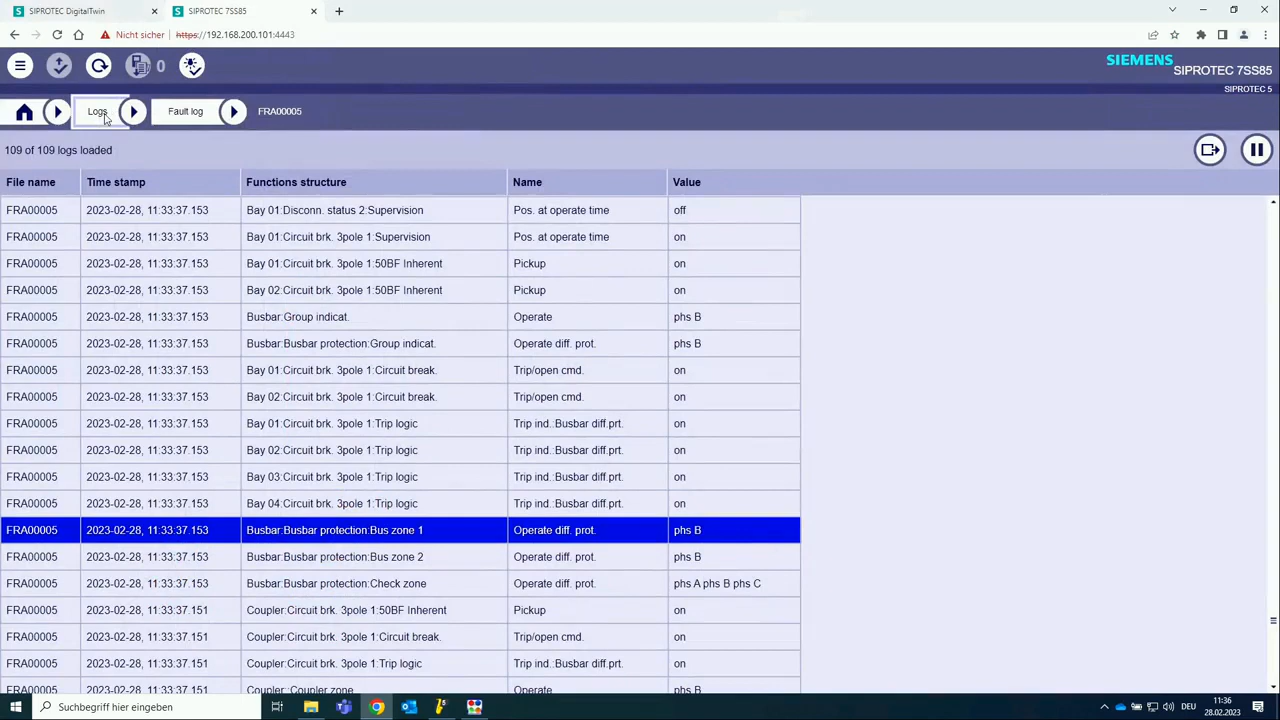 SIPROTEC DigitalTwin
SIPROTEC 7SS85
Nicht sicher https://192.168.200.101:4443
0
SIEMENS
SIPROTEC 7SS85
SIPROTEC 5
Logs Fault log FRA00005
109 of 109 logs loaded
File name Time stamp Functions structure Name Value
FRA00005 2023-02-28, 11:33:37.153 Bay 01:Disconn. status 2:Supervision Pos. at operate time off
FRA00005 2023-02-28, 11:33:37.153 Bay 01:Circuit brk. 3pole 1:Supervision Pos. at operate time on
FRA00005 2023-02-28, 11:33:37.153 Bay 01:Circuit brk. 3pole 1:50BF Inherent Pickup on
FRA00005 2023-02-28, 11:33:37.153 Bay 02:Circuit brk. 3pole 1:50BF Inherent Pickup on
FRA00005 2023-02-28, 11:33:37.153 Busbar:Group indicat. Operate phs B
FRA00005 2023-02-28, 11:33:37.153 Busbar:Busbar protection:Group indicat. Operate diff. prot. phs B
FRA00005 2023-02-28, 11:33:37.153 Bay 01:Circuit brk. 3pole 1:Circuit break. Trip/open cmd. on
FRA00005 2023-02-28, 11:33:37.153 Bay 02:Circuit brk. 3pole 1:Circuit break. Trip/open cmd. on
FRA00005 2023-02-28, 11:33:37.153 Bay 01:Circuit brk. 3pole 1:Trip logic Trip ind.:Busbar diff.prt. on
FRA00005 2023-02-28, 11:33:37.153 Bay 02:Circuit brk. 3pole 1:Trip logic Trip ind.:Busbar diff.prt. on
FRA00005 2023-02-28, 11:33:37.153 Bay 03:Circuit brk. 3pole 1:Trip logic Trip ind.:Busbar diff.prt. on
FRA00005 2023-02-28, 11:33:37.153 Bay 04:Circuit brk. 3pole 1:Trip logic Trip ind.:Busbar diff.prt. on
FRA00005 2023-02-28, 11:33:37.153 Busbar:Busbar protection:Bus zone 1 Operate diff. prot. phs B
FRA00005 2023-02-28, 11:33:37.153 Busbar:Busbar protection:Bus zone 2 Operate diff. prot. phs B
FRA00005 2023-02-28, 11:33:37.153 Busbar:Busbar protection:Check zone Operate diff. prot. phs A phs B phs C
FRA00005 2023-02-28, 11:33:37.151 Coupler:Circuit brk. 3pole 1:50BF Inherent Pickup on
FRA00005 2023-02-28, 11:33:37.151 Coupler:Circuit brk. 3pole 1:Circuit break. Trip/open cmd. on
FRA00005 2023-02-28, 11:33:37.151 Coupler:Circuit brk. 3pole 1:Trip logic Trip ind.:Busbar diff.prt. on
FRA00005 2023-02-28, 11:33:37.151 Coupler::Coupler zone Operate phs B
Suchbegriff hier eingeben
DEU
11:36
28.02.2023